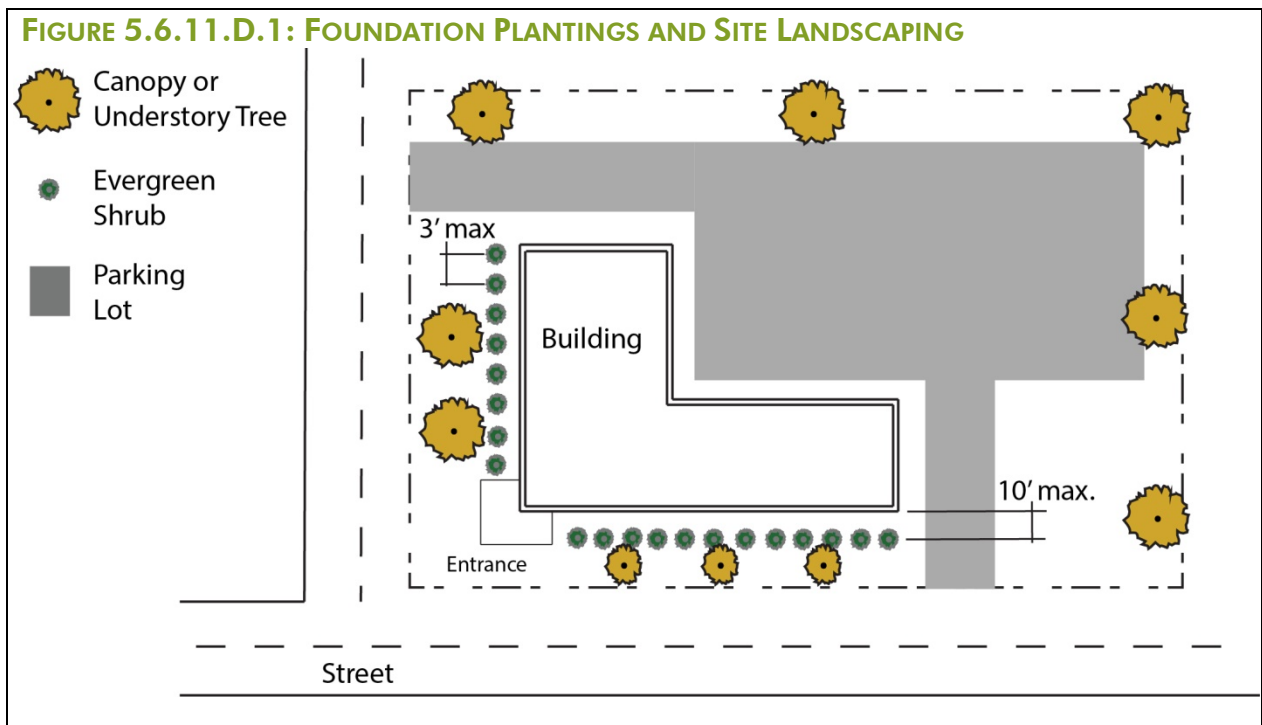 FIGURE 5.6.11.D.1: FOUNDATION PLANTINGS AND SITE LANDSCAPING
Canopy or
Understory Tree
Evergreen
Shrub
Parking
Lot
3' max
Building
10' max.
Entrance
Street